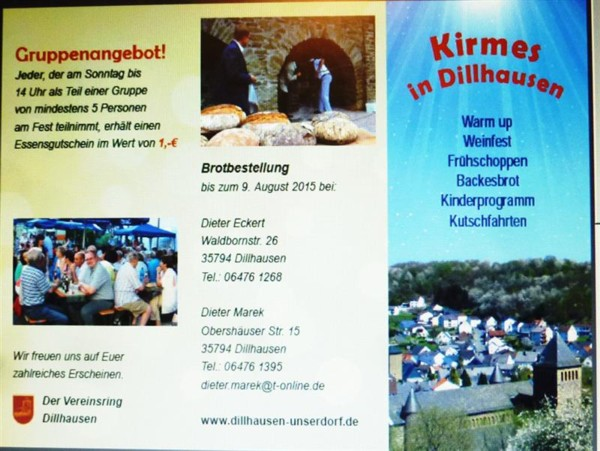 Gruppenangebot!
Jeder, der am Sonntag bis
14 Uhr als Teil einer Gruppe
von mindestens 5 Personen
am Fest teilnimmt, erhält einen
Essensgutschein im Wert von 1,-€
Wir freuen uns auf Euer
zahlreiches Erscheinen.
Der Vereinsring
Dillhausen
Brotbestellung
bis zum 9. August 2015 bei:
Dieter Eckert
Waldbornstr. 26
35794 Dillhausen
Tel.: 06476 1268
Dieter Marek
Obershäuser Str. 15
35794 Dillhausen
Tel.: 06476 1395
dieter.marek@t-online.de
www.dillhausen-unserdorf.de
Kirmes
in Dillhausen
Warm up
Weinfest
Frühschoppen
Backesbrot
Kinderprogramm
Kutschfahrten